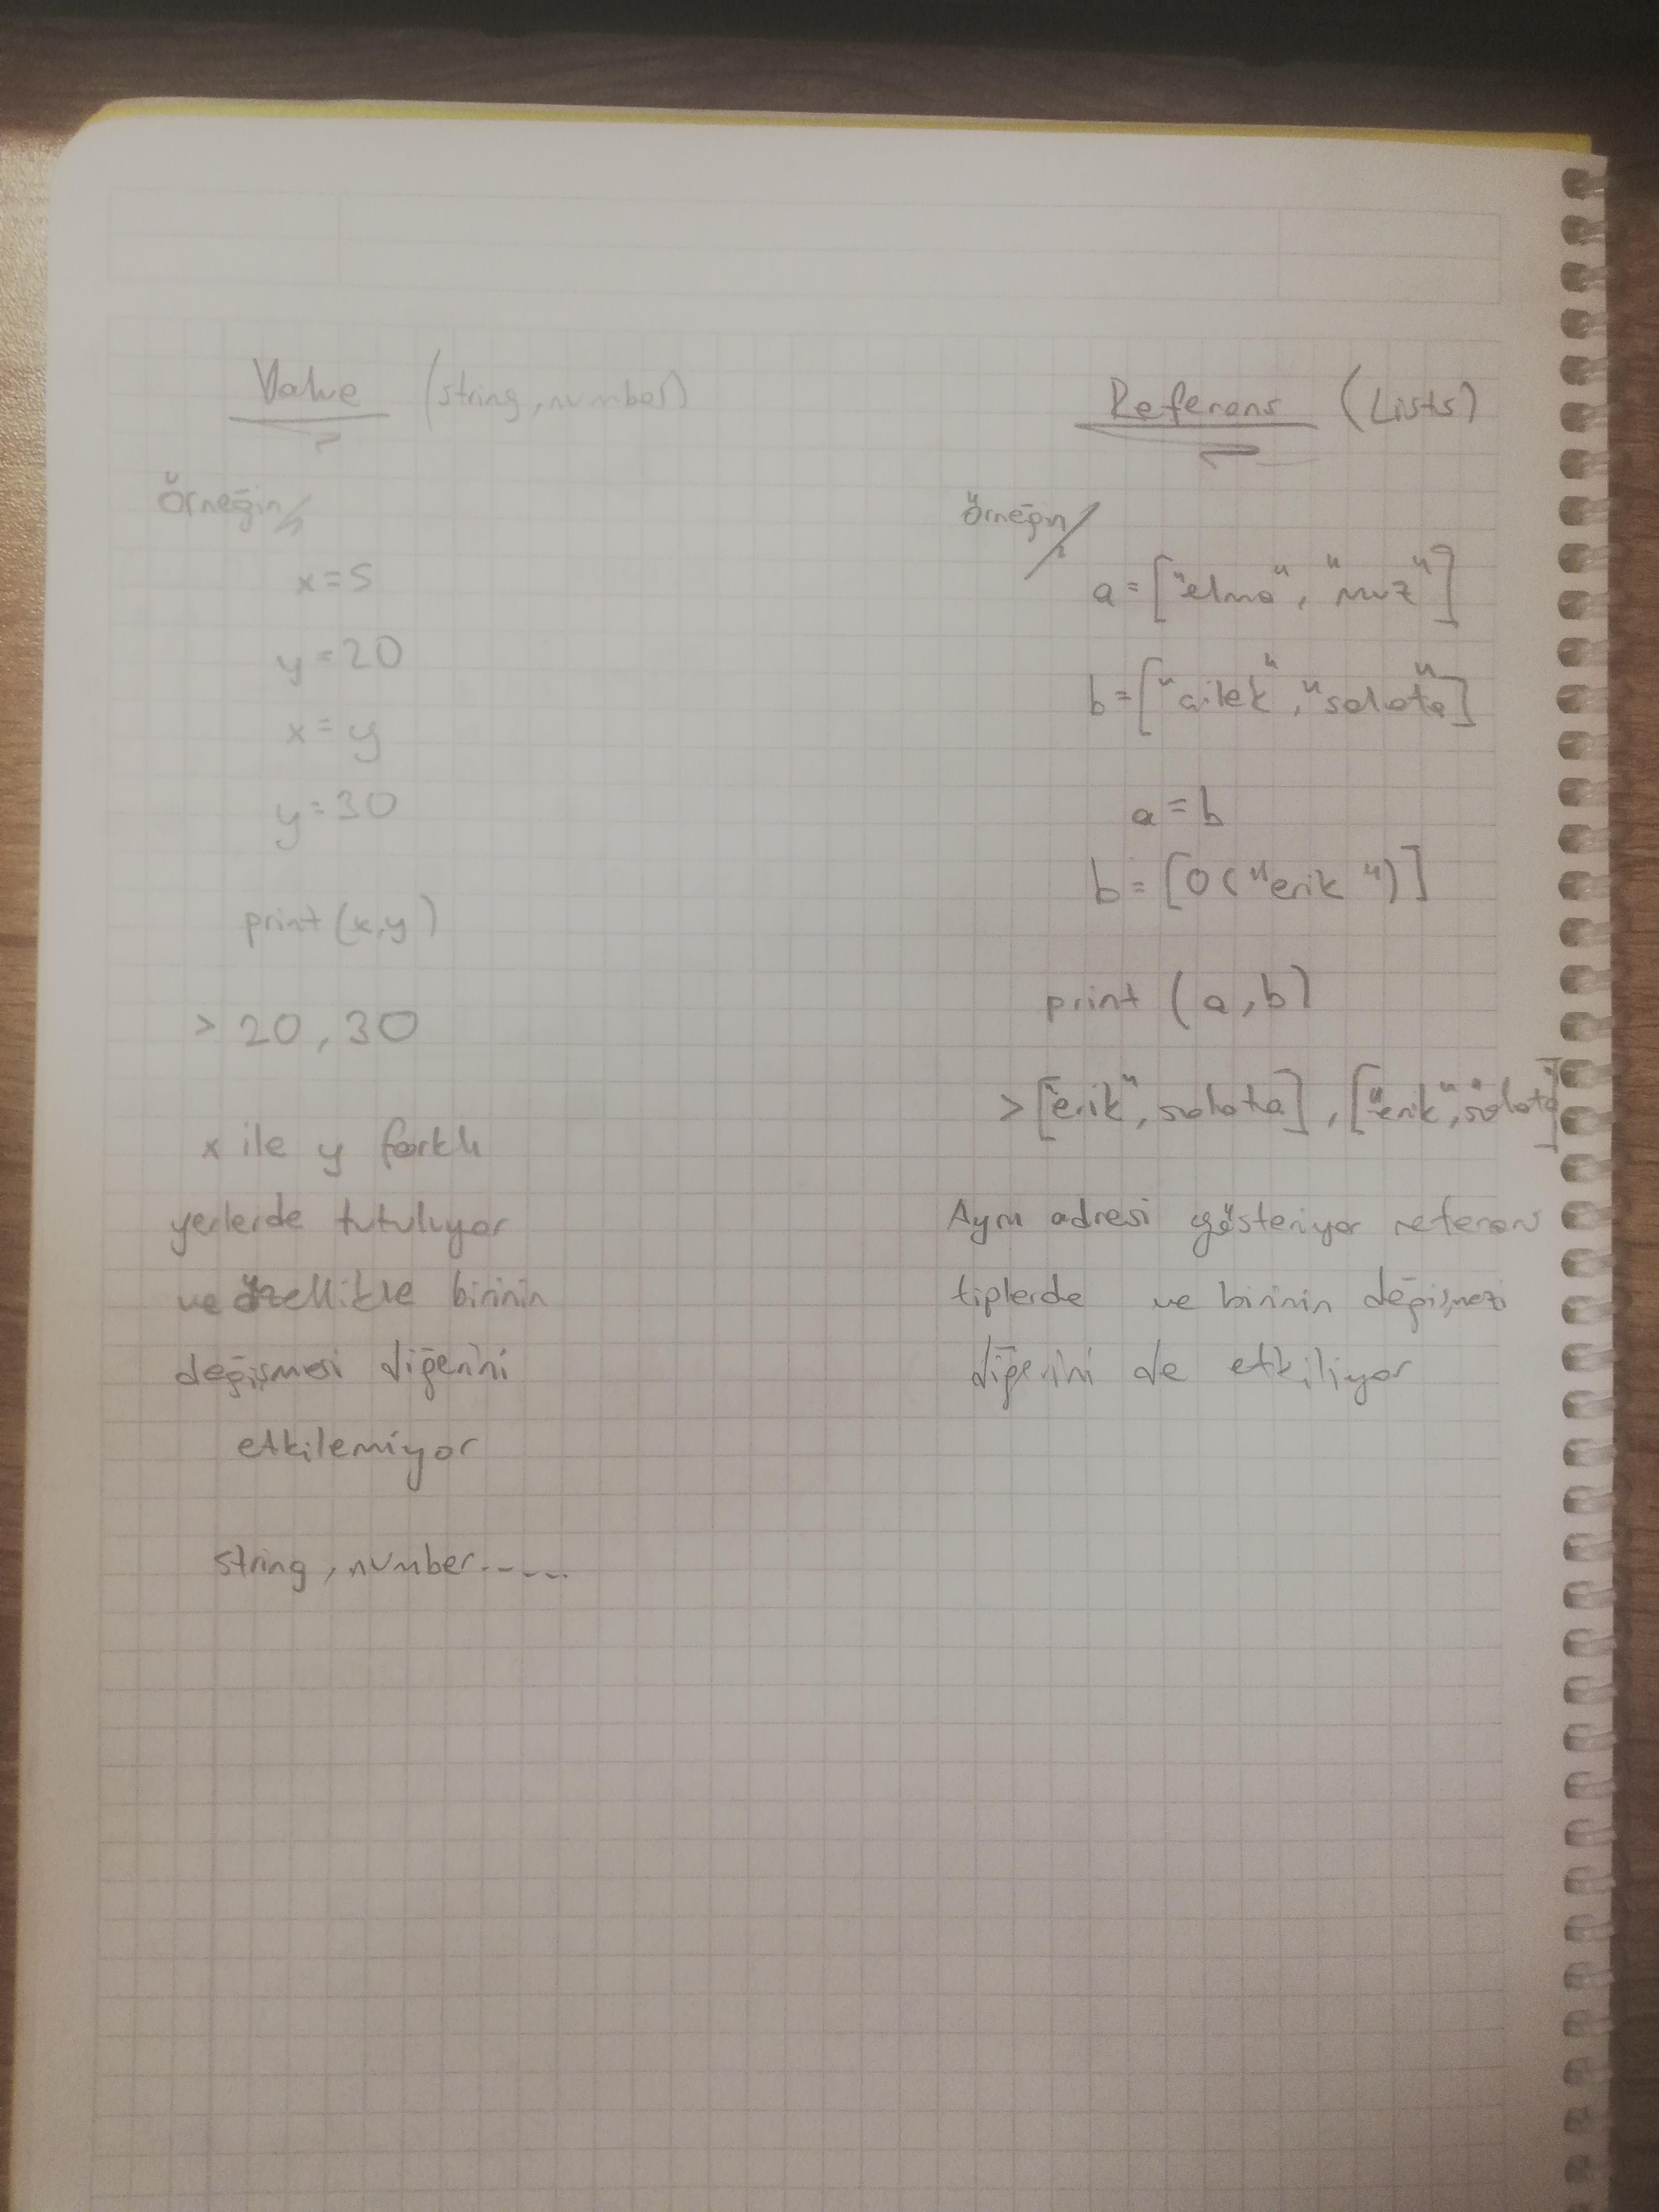 Value (string, number)
Örneğin
x = 5
y = 20
x = y
y = 30
print (x,y)
> 20, 30
x ile y farklı
yerlerde tutuluyor
ve özellikle birinin
değişmesi diğerini
etkilemiyor
string, number-----
Referans (Lists)
Örneğin
a = ["elma", "muz"]
b = ["çilek", "salata"]
a = b
b = [0("erik")]
print (a,b)
> ["erik", salata], ["erik", "salata"]
Aynı adresi gösteriyor referans
tiplerde ve birinin değişmesi
diğerini de etkiliyor